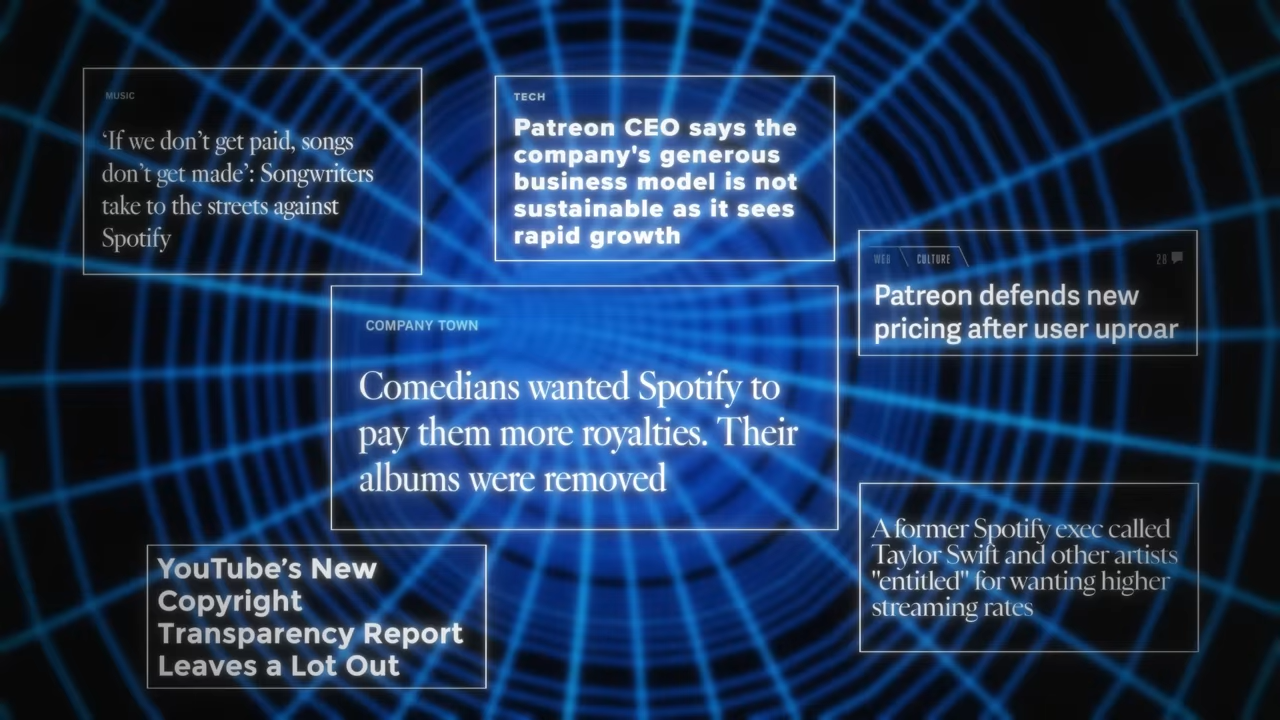 MUSIC
‘If we don’t get paid, songs
don’t get made’: Songwriters
take to the streets against
Spotify
TECH
Patreon CEO says the
company's generous
business model is not
sustainable as it sees
rapid growth
WEB CULTURE 28
Patreon defends new
pricing after user uproar
COMPANY TOWN
Comedians wanted Spotify to
pay them more royalties. Their
albums were removed
A former Spotify exec called
Taylor Swift and other artists
"entitled" for wanting higher
streaming rates
YouTube’s New
Copyright
Transparency Report
Leaves a Lot Out